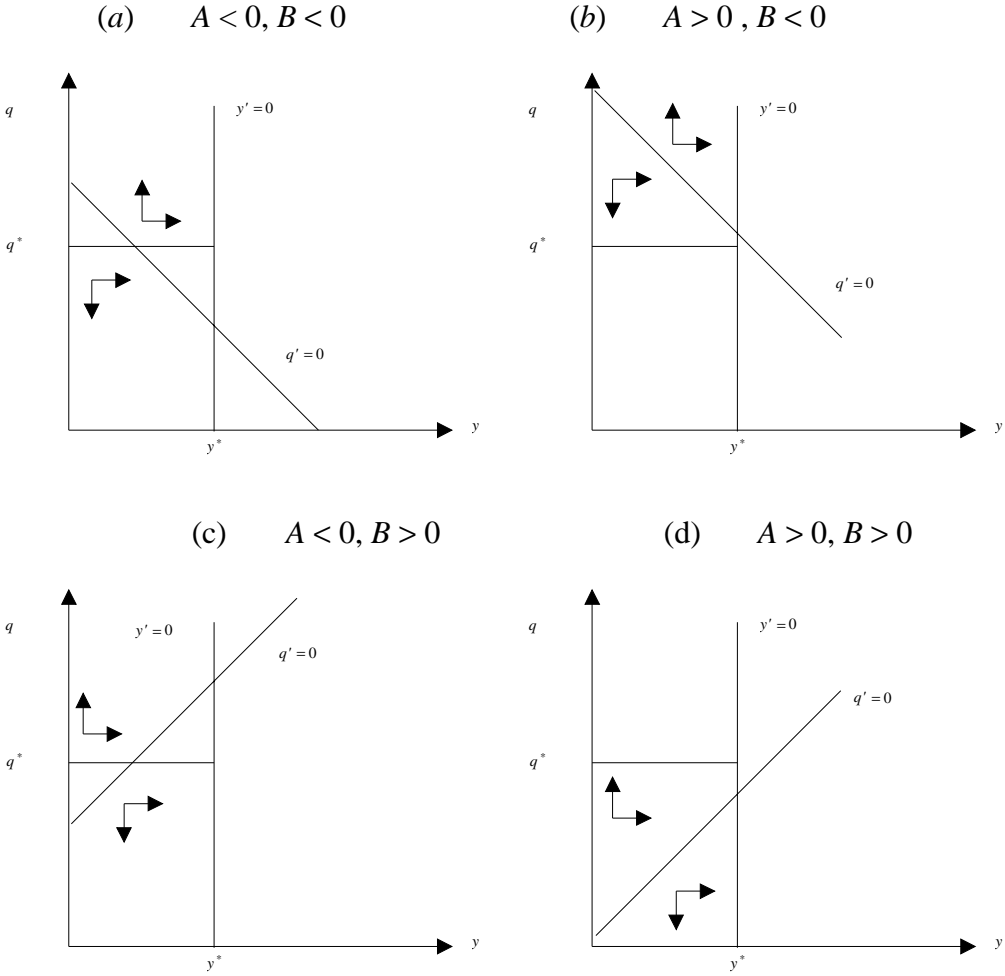 (a) A < 0, B < 0
(b) A > 0 , B < 0
q
y' = 0
q*
q' = 0
y
y*
q
y' = 0
q*
q' = 0
y
y*
(c) A < 0, B > 0
(d) A > 0, B > 0
q
y' = 0
q' = 0
q*
y
y*
q
y' = 0
q' = 0
q*
y
y*